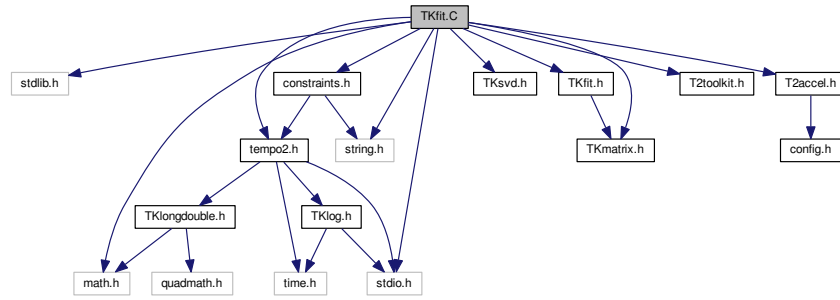 TKfit.C
stdlib.h
constraints.h
TKsvd.h
TKfit.h
T2toolkit.h
T2accel.h
tempo2.h
string.h
TKmatrix.h
config.h
TKlongdouble.h
TKlog.h
math.h
quadmath.h
time.h
stdio.h